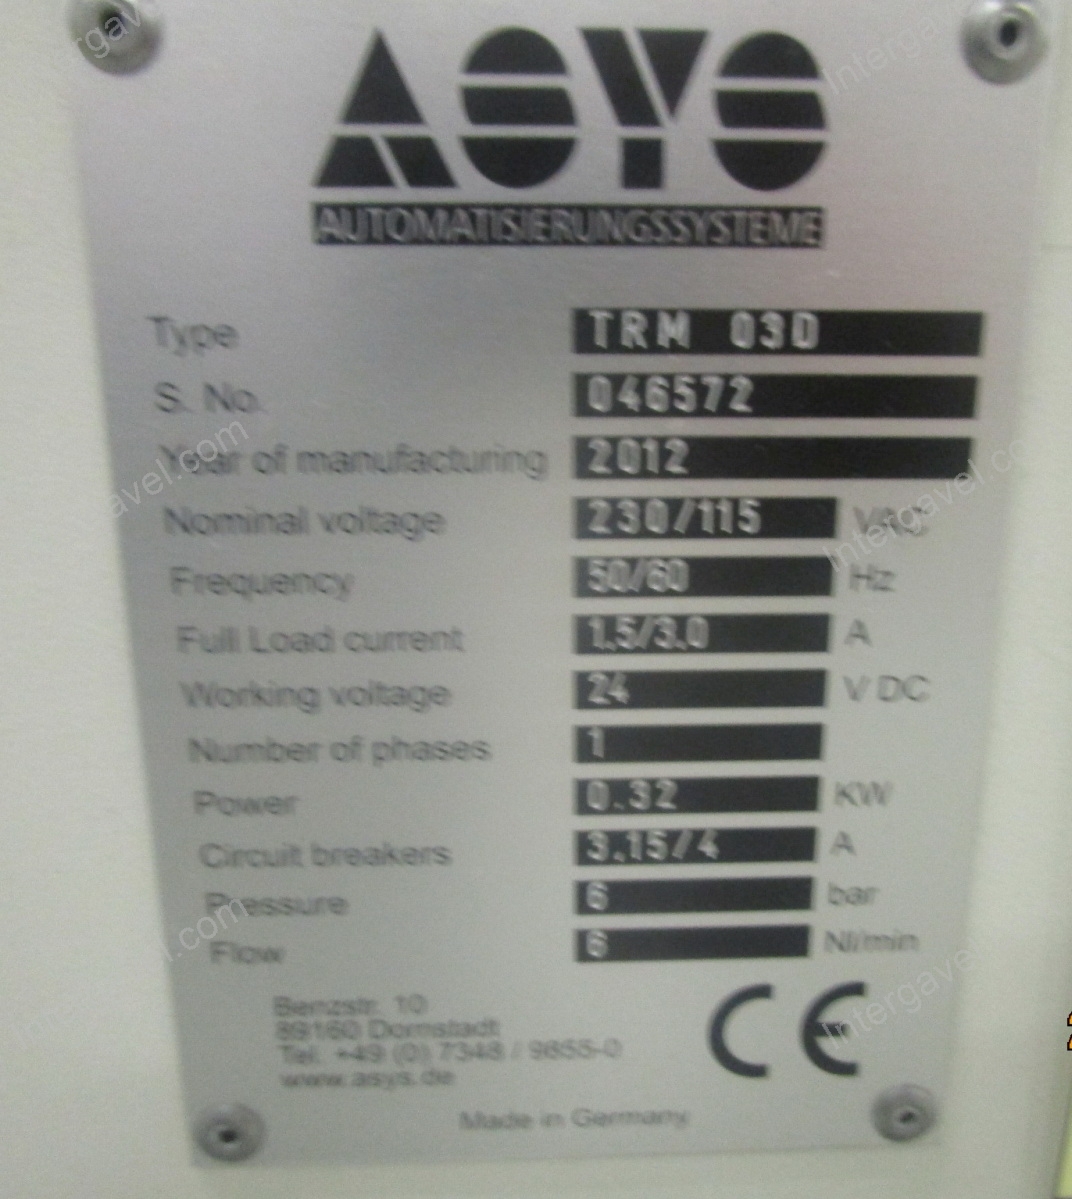 ASYS
AUTOMATISIERUNGSSYSTEME
Type TRM 03D
S. No. 046572
Year of manufacturing 2012
Nominal voltage 230/115 VAC
Frequency 50/60 Hz
Full Load current 1.5/3.0 A
Working voltage 24 V DC
Number of phases 1
Power 0.32 KW
Circuit breakers 3.15/4 A
Pressure 6 bar
Flow 6 Nl/min
Benzstr. 10
89160 Dornstadt
Tel. +49 (0) 7348 / 9855-0
www.asys.de
CE
Made in Germany
Intergavel.com